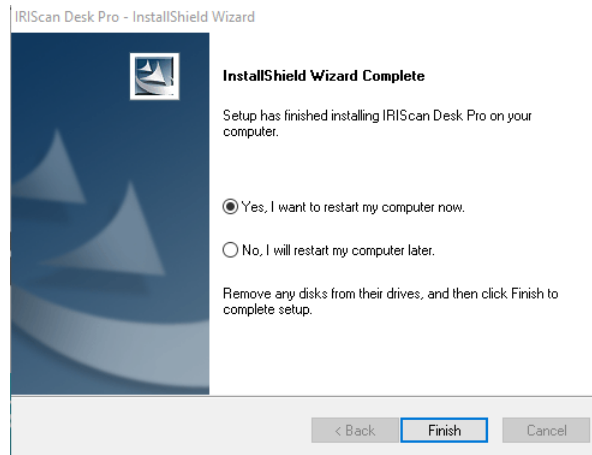 IRIScan Desk Pro - InstallShield Wizard
InstallShield Wizard Complete
Setup has finished installing IRIScan Desk Pro on your
computer.
Yes, I want to restart my computer now.
No, I will restart my computer later.
Remove any disks from their drives, and then click Finish to
complete setup.
< Back
Finish
Cancel